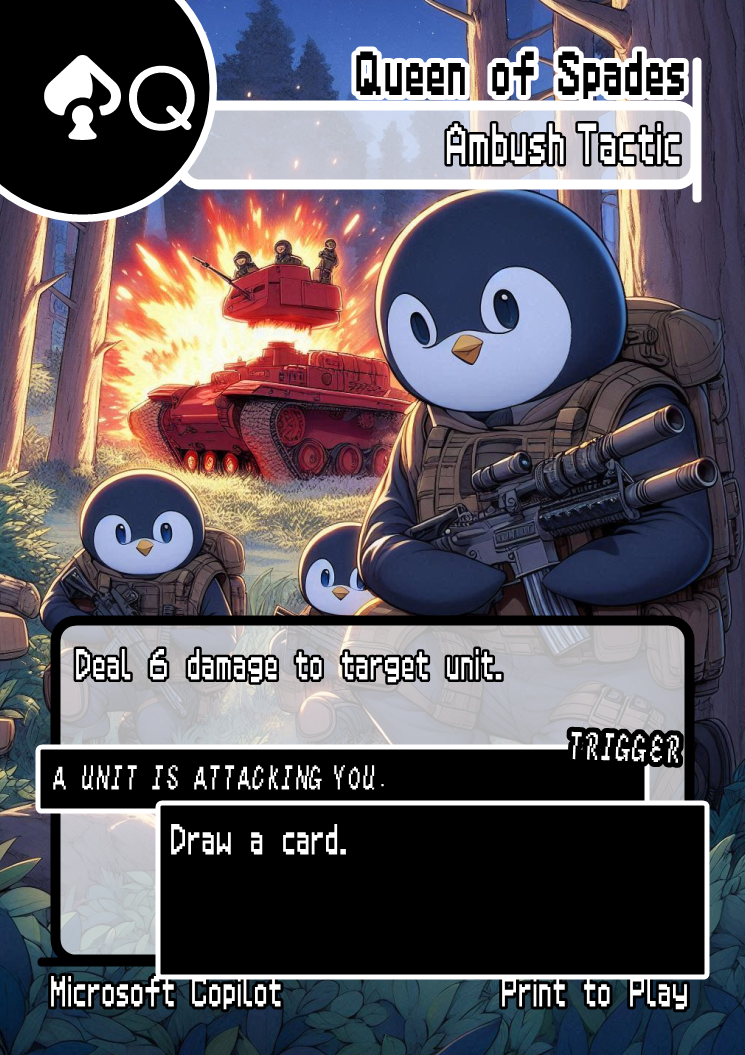 Q
Queen of Spades
Ambush Tactic
Deal 6 damage to target unit.
TRIGGER
A UNIT IS ATTACKING YOU.
Draw a card.
Microsoft Copilot
Print to Play